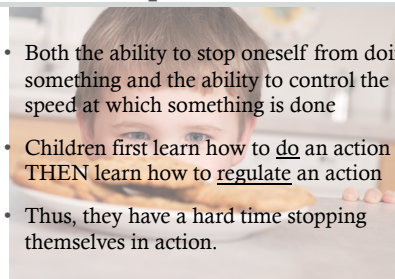 • Both the ability to stop oneself from doi
something and the ability to control the
speed at which something is done
• Children first learn how to do an action
THEN learn how to regulate an action
• Thus, they have a hard time stopping
themselves in action.